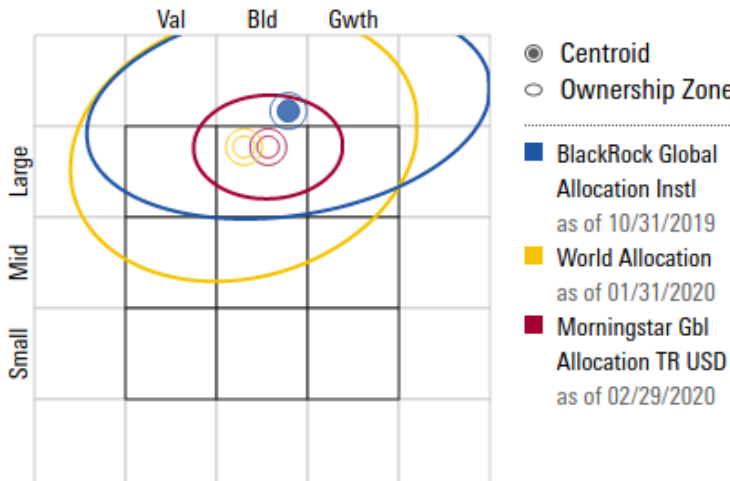 Val Bld Gwth
Large
Mid
Small
Centroid
Ownership Zone
BlackRock Global
Allocation Instl
as of 10/31/2019
World Allocation
as of 01/31/2020
Morningstar Gbl
Allocation TR USD
as of 02/29/2020